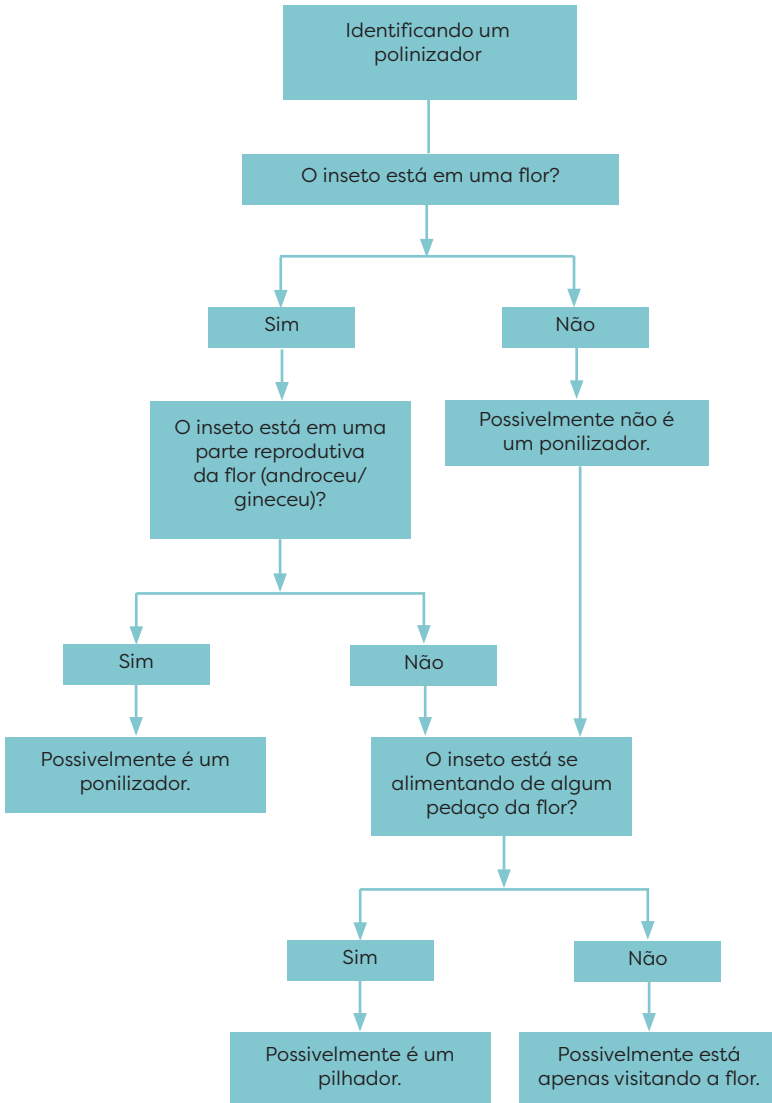 Identificando um
polinizador
O inseto está em uma flor?
Sim
Não
O inseto está em uma
parte reprodutiva
da flor (androceu/
gineceu)?
Possivelmente não é
um ponilizador.
Sim
Não
Possivelmente é um
ponilizador.
O inseto está se
alimentando de algum
pedaço da flor?
Sim
Não
Possivelmente é um
pilhador.
Possivelmente está
apenas visitando a flor.